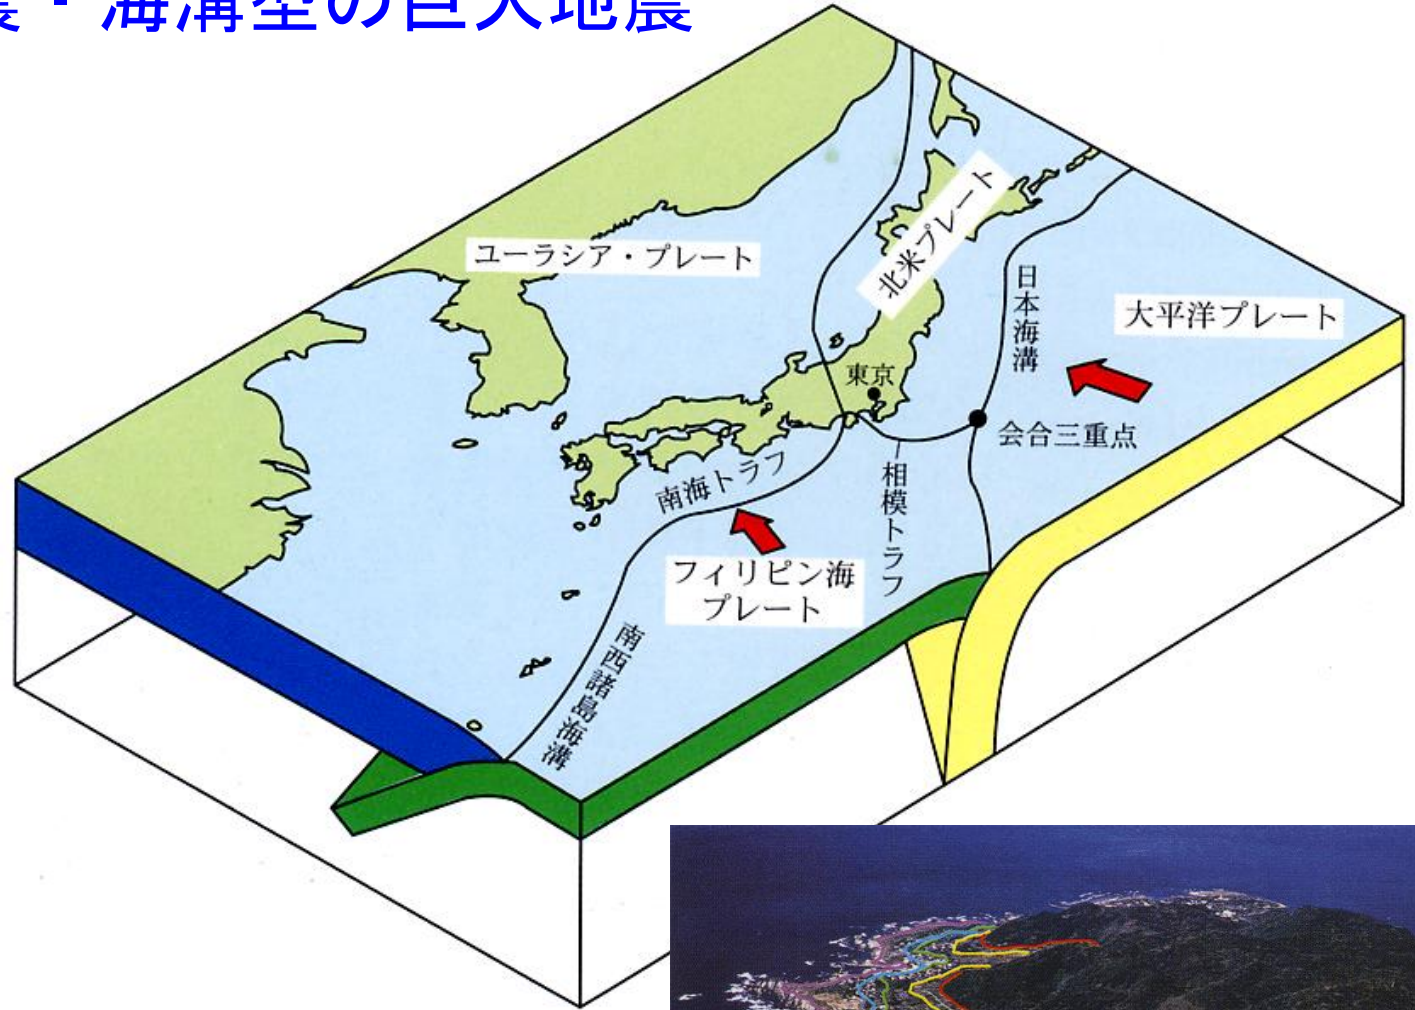 震・海溝型の巨大地震
ユーラシア・プレート
北米プレート
日本海溝
大平洋プレート
東京
会合三重点
南海トラフ
相模トラフ
フィリピン海
プレート
南西諸島海溝